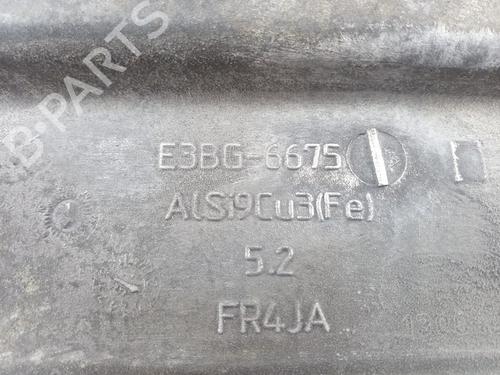 B-PARTS
E3BG-6675
AlSi9Cu3(Fe)
5.2
FR4JA